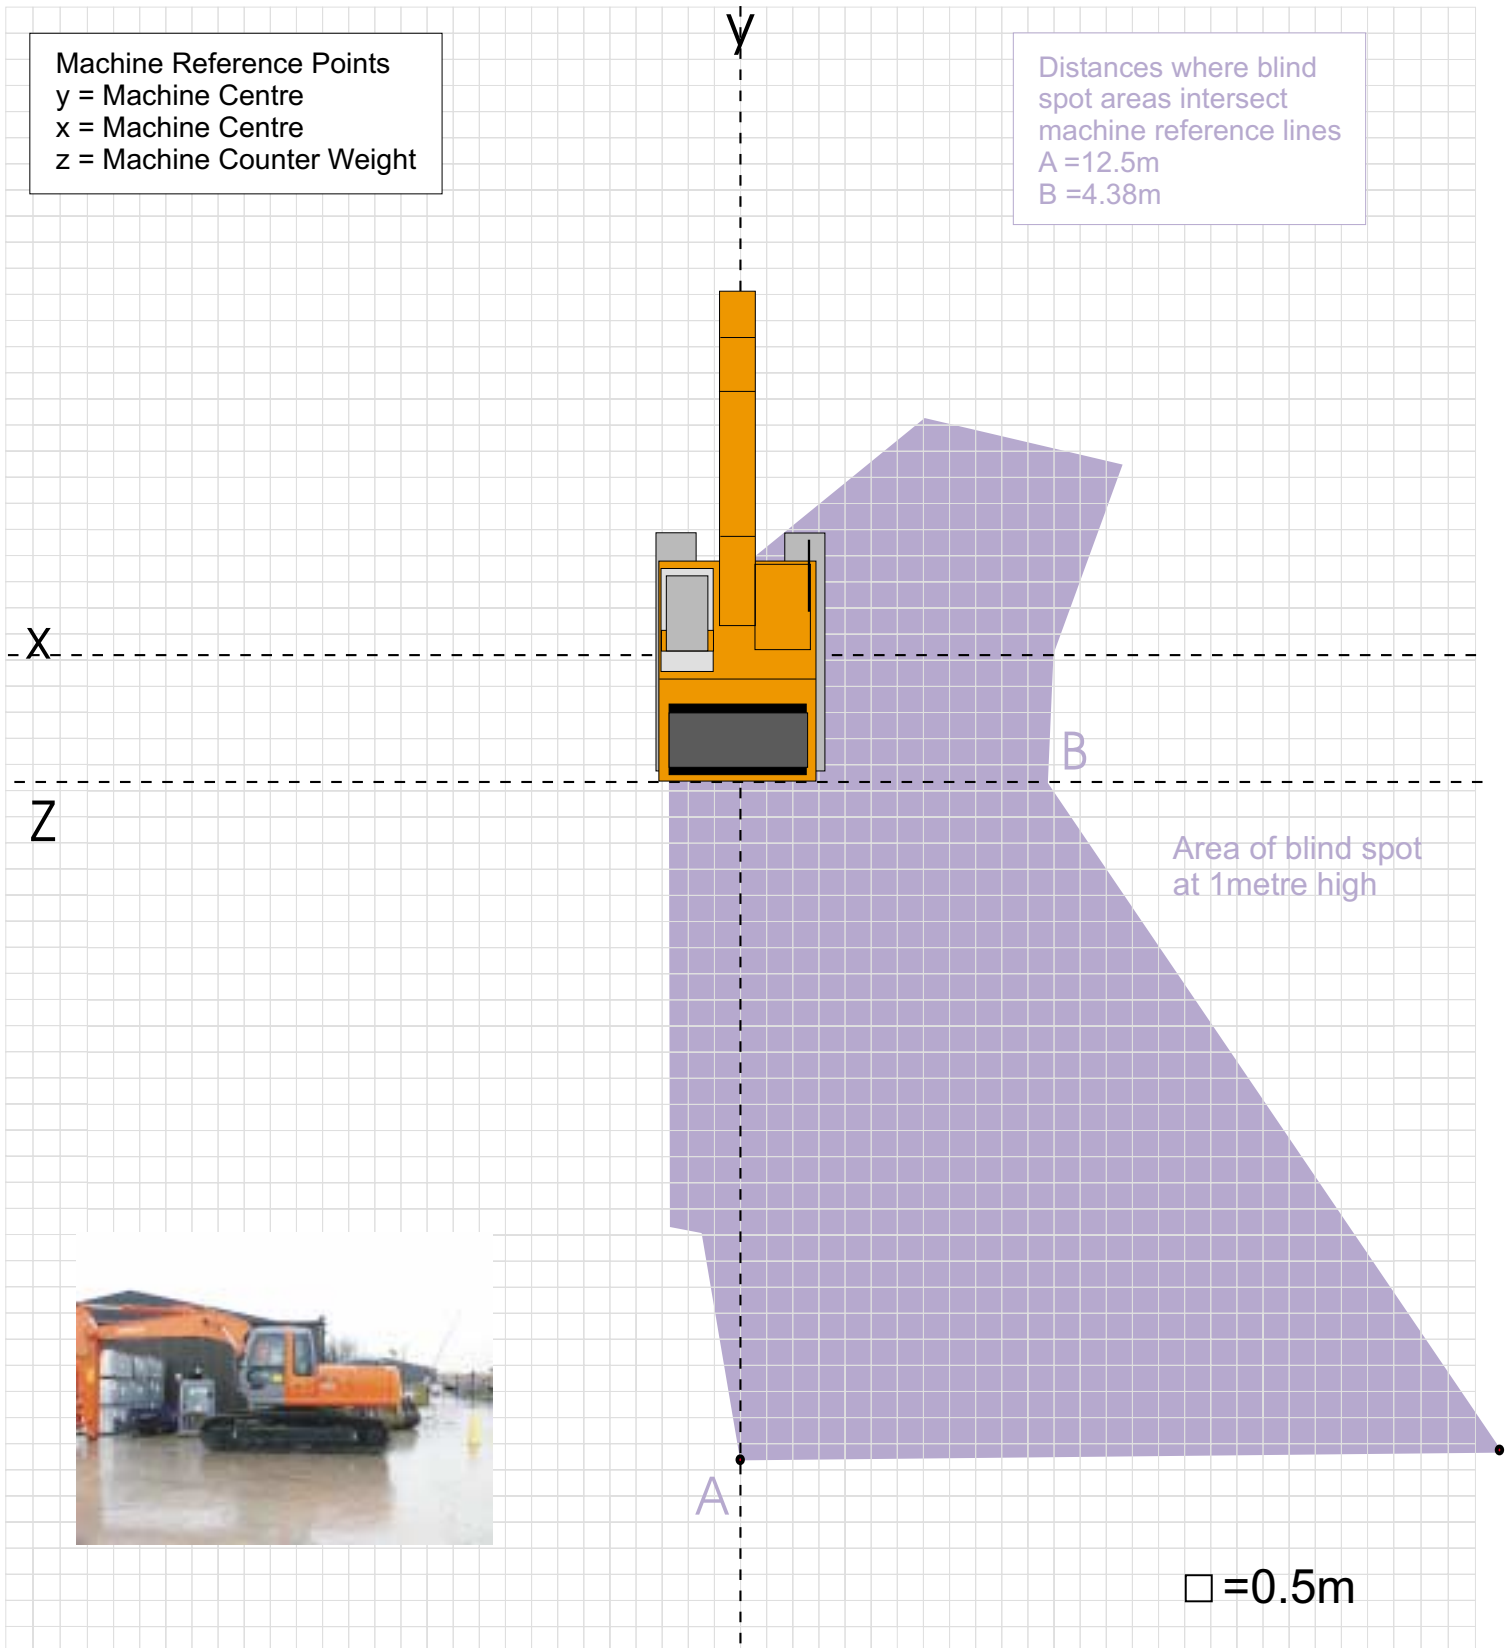 y
Machine Reference Points
y = Machine Centre
x = Machine Centre
z = Machine Counter Weight
Distances where blind
spot areas intersect
machine reference lines
A =12.5m
B =4.38m
x
B
Z
Area of blind spot
at 1metre high
A
=0.5m